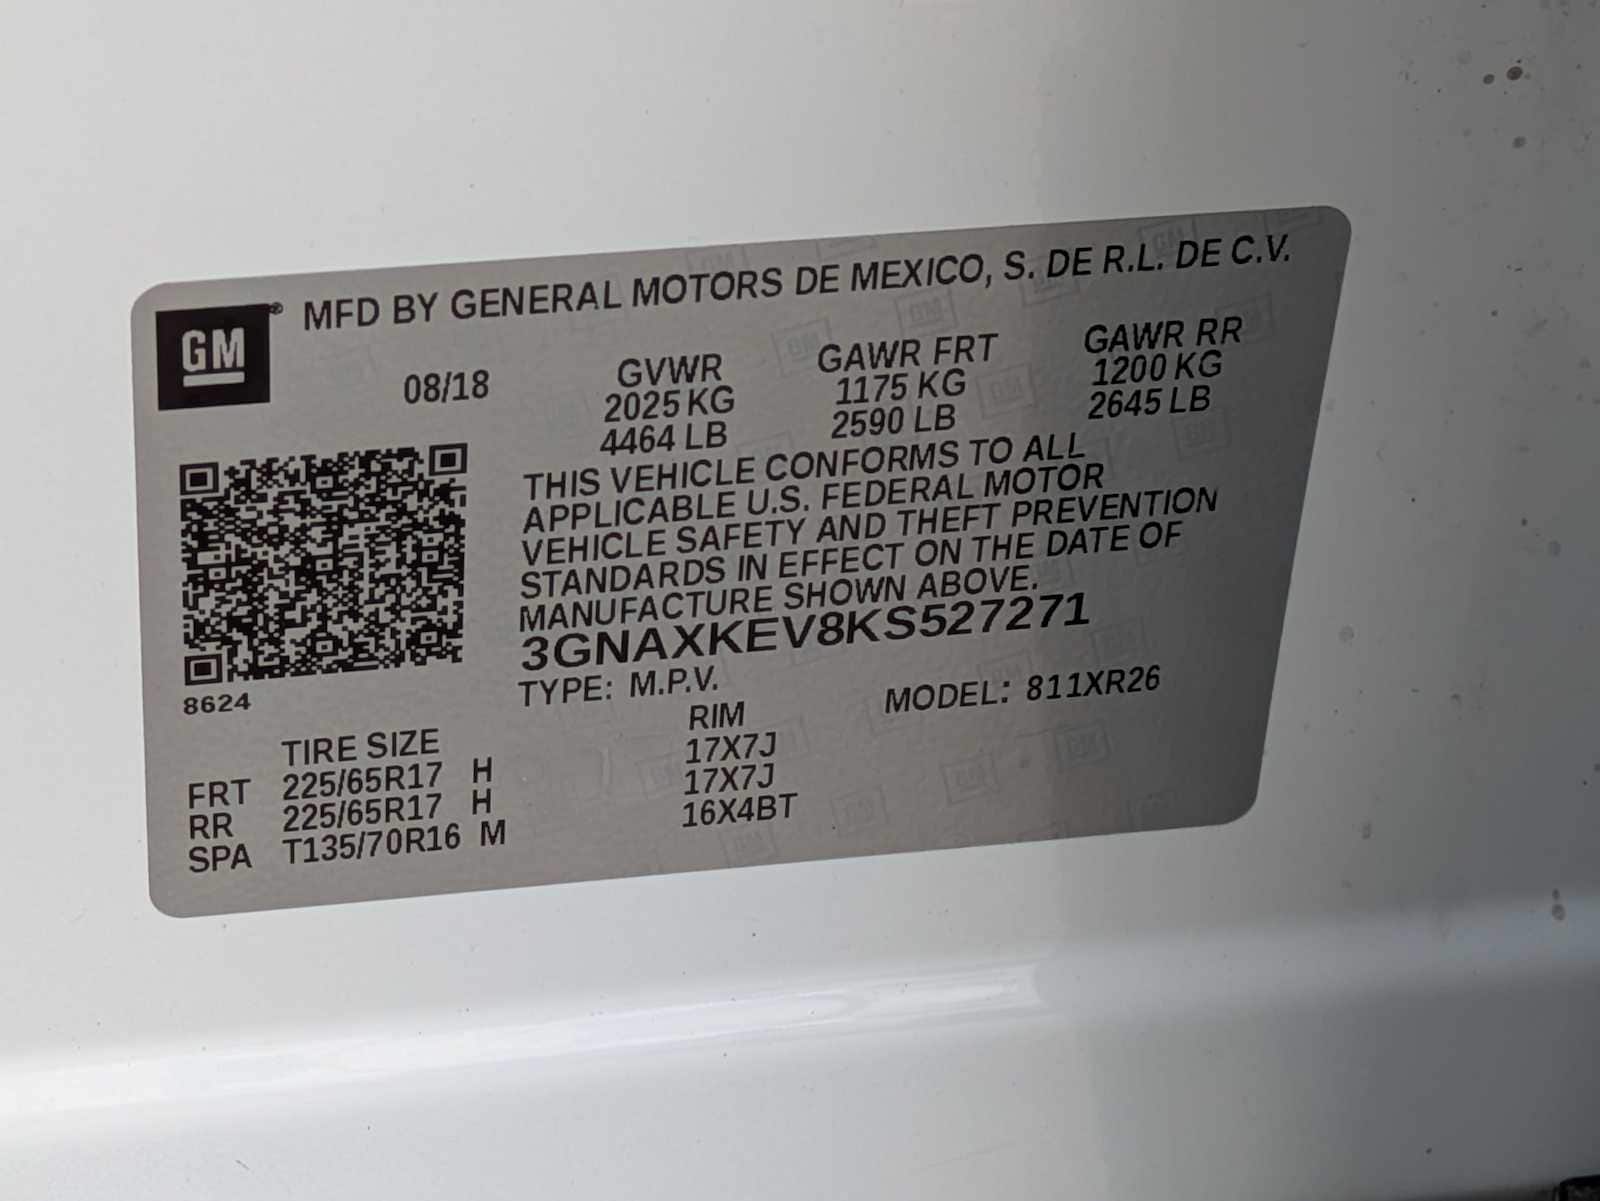 GM® MFD BY GENERAL MOTORS DE MEXICO, S. DE R.L. DE C.V.
08/18 GVWR GAWR FRT GAWR RR
2025 KG 1175 KG 1200 KG
4464 LB 2590 LB 2645 LB
THIS VEHICLE CONFORMS TO ALL
APPLICABLE U.S. FEDERAL MOTOR
VEHICLE SAFETY AND THEFT PREVENTION
STANDARDS IN EFFECT ON THE DATE OF
MANUFACTURE SHOWN ABOVE.
3GNAXKEV8KS527271
8624
TYPE: M.P.V. MODEL: 811XR26
TIRE SIZE RIM
FRT 225/65R17 H 17X7J
RR 225/65R17 H 17X7J
SPA T135/70R16 M 16X4BT